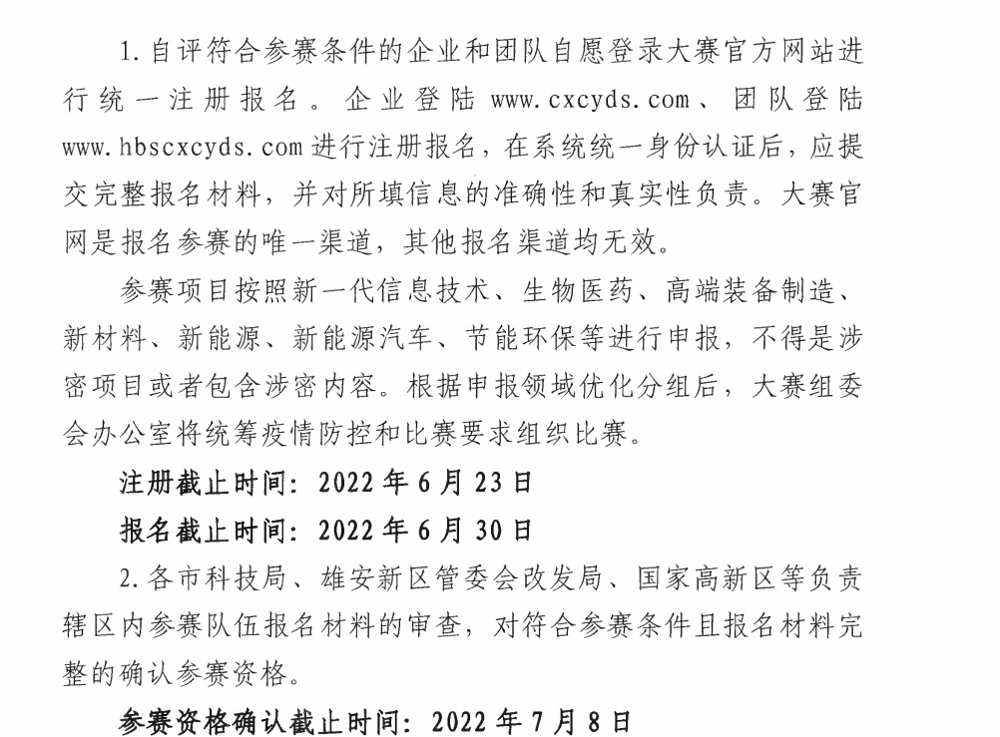 1.自评符合参赛条件的企业和团队自愿登录大赛官方网站进
行统一注册报名。企业登陆 www.cxcyds.com、团队登陆
www.hbscxcyds.com 进行注册报名，在系统统一身份认证后，应提
交完整报名材料，并对所填信息的准确性和真实性负责。大赛官
网是报名参赛的唯一渠道，其他报名渠道均无效。
参赛项目按照新一代信息技术、生物医药、高端装备制造、
新材料、新能源、新能源汽车、节能环保等进行申报，不得是涉
密项目或者包含涉密内容。根据申报领域优化分组后，大赛组委
会办公室将统筹疫情防控和比赛要求组织比赛。
注册截止时间：2022 年 6 月 23 日
报名截止时间：2022 年 6 月 30 日
2.各市科技局、雄安新区管委会改发局、国家高新区等负责
辖区内参赛队伍报名材料的审查，对符合参赛条件且报名材料完
整的确认参赛资格。
参赛资格确认截止时间：2022 年 7 月 8 日